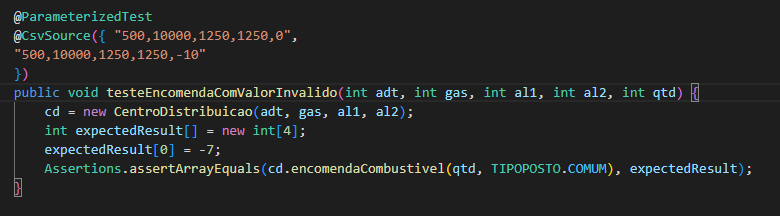 @ParameterizedTest
@CsvSource({ "500,10000,1250,1250,0",
"500,10000,1250,1250,-10"
})
public void testeEncomendaComValorInvalido(int adt, int gas, int al1, int al2, int qtd) {
cd = new CentroDistribuicao(adt, gas, al1, al2);
int expectedResult[] = new int[4];
expectedResult[0] = -7;
Assertions.assertArrayEquals(cd.encomendaCombustivel(qtd, TIPOPOSTO.COMUM), expectedResult);
}